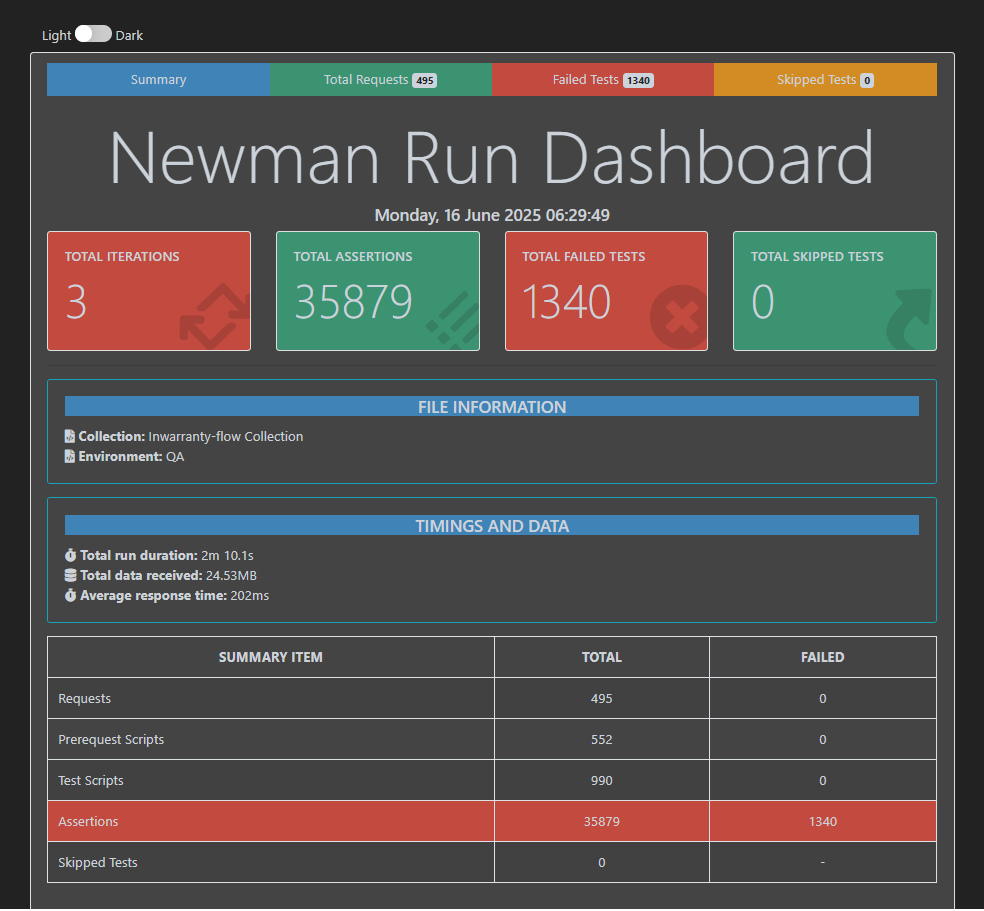 Light Dark
Summary Total Requests 495 Failed Tests 1340 Skipped Tests 0
Newman Run Dashboard
Monday, 16 June 2025 06:29:49
TOTAL ITERATIONS
3
TOTAL ASSERTIONS
35879
TOTAL FAILED TESTS
1340
TOTAL SKIPPED TESTS
0
FILE INFORMATION
Collection: Inwarranty-flow Collection
Environment: QA
TIMINGS AND DATA
Total run duration: 2m 10.1s
Total data received: 24.53MB
Average response time: 202ms
SUMMARY ITEM TOTAL FAILED
Requests 495 0
Prerequest Scripts 552 0
Test Scripts 990 0
Assertions 35879 1340
Skipped Tests 0 -